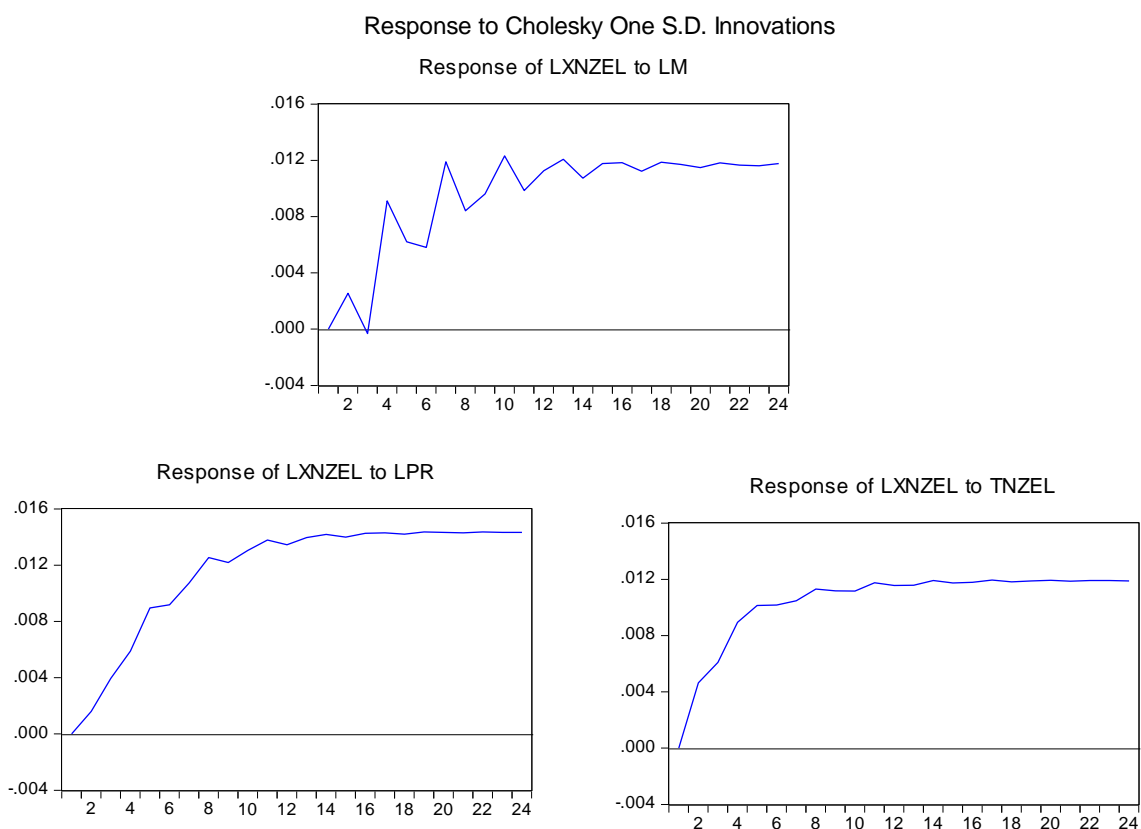 Response to Cholesky One S.D. Innovations
Response of LXNZEL to LM
.016
.012
.008
.004
.000
-.004
2 4 6 8 10 12 14 16 18 20 22 24
Response of LXNZEL to LPR
.016
.012
.008
.004
.000
-.004
2 4 6 8 10 12 14 16 18 20 22 24
Response of LXNZEL to TNZEL
.016
.012
.008
.004
.000
-.004
2 4 6 8 10 12 14 16 18 20 22 24